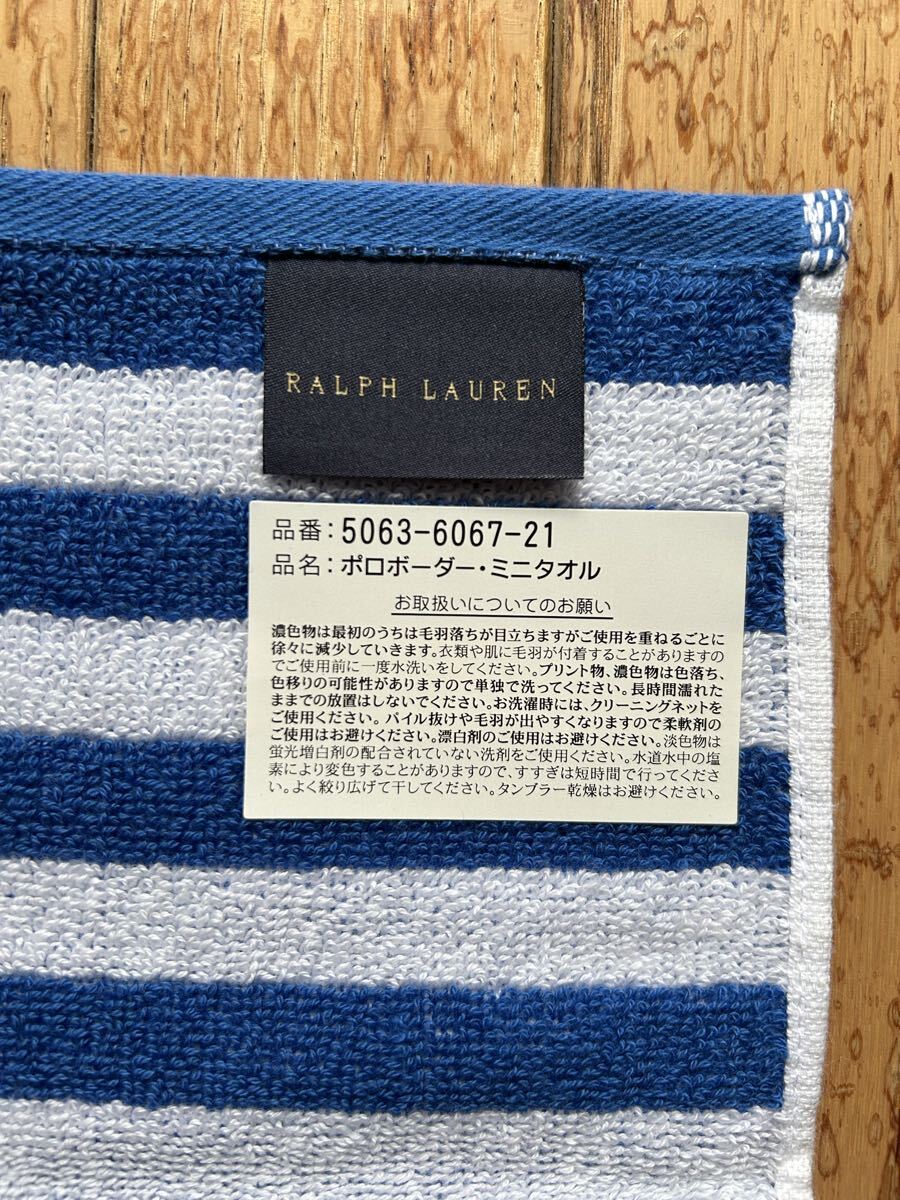 RALPH LAUREN
品番：5063-6067-21
品名：ポロボーダー・ミニタオル
お取扱いについてのお願い
濃色物は最初のうちは毛羽落ちが目立ちますがご使用を重ねるごとに
徐々に減少していきます。衣類や肌に毛羽が付着することがありますの
でご使用前に一度水洗いをしてください。プリント物、濃色物は色落ち、
色移りの可能性がありますので単独で洗ってください。長時間濡れた
ままでの放置はしないでください。お洗濯時には、クリーニングネットを
ご使用ください。パイル抜けや毛羽が出やすくなりますので柔軟剤の
ご使用はお避けください。漂白剤のご使用はお避けください。淡色物は
蛍光増白剤の配合されていない洗剤をご使用ください。水道水中の塩
素により変色することがありますので、すすぎは短時間で行ってくださ
い。よく絞り広げて干してください。タンブラー乾燥はお避けください。